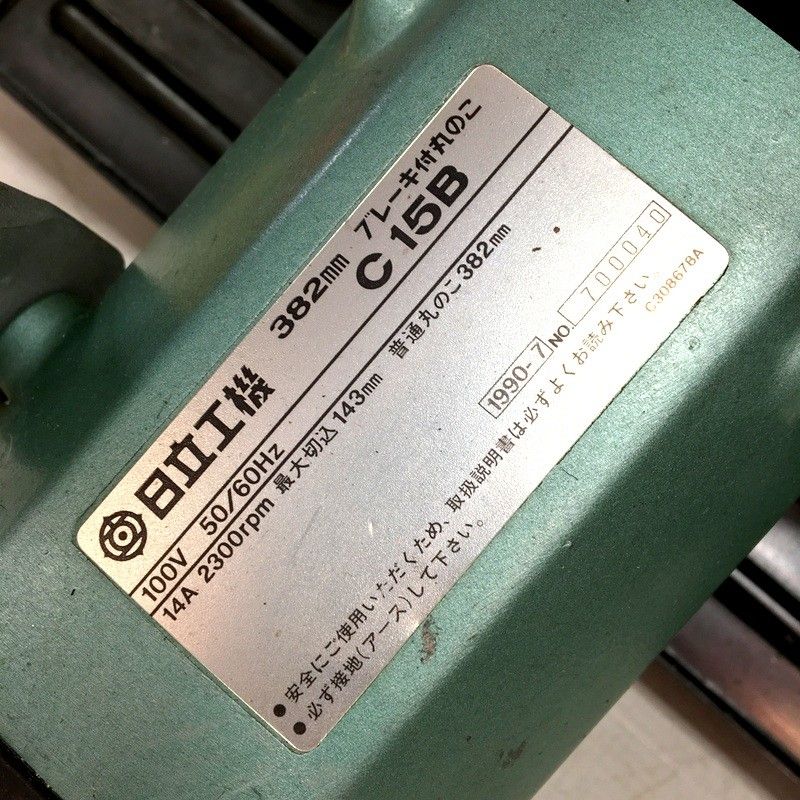 日立工機 382mm ブレーキ付丸のこ
C 15B
100V 50/60Hz
14A 2300rpm 最大切込143mm 普通丸のこ382mm
1990-7 NO. 700040
●安全にご使用いただくため、取扱説明書は必ずよくお読み下さい。
●必ず接地(アース)して下さい。
C308678A